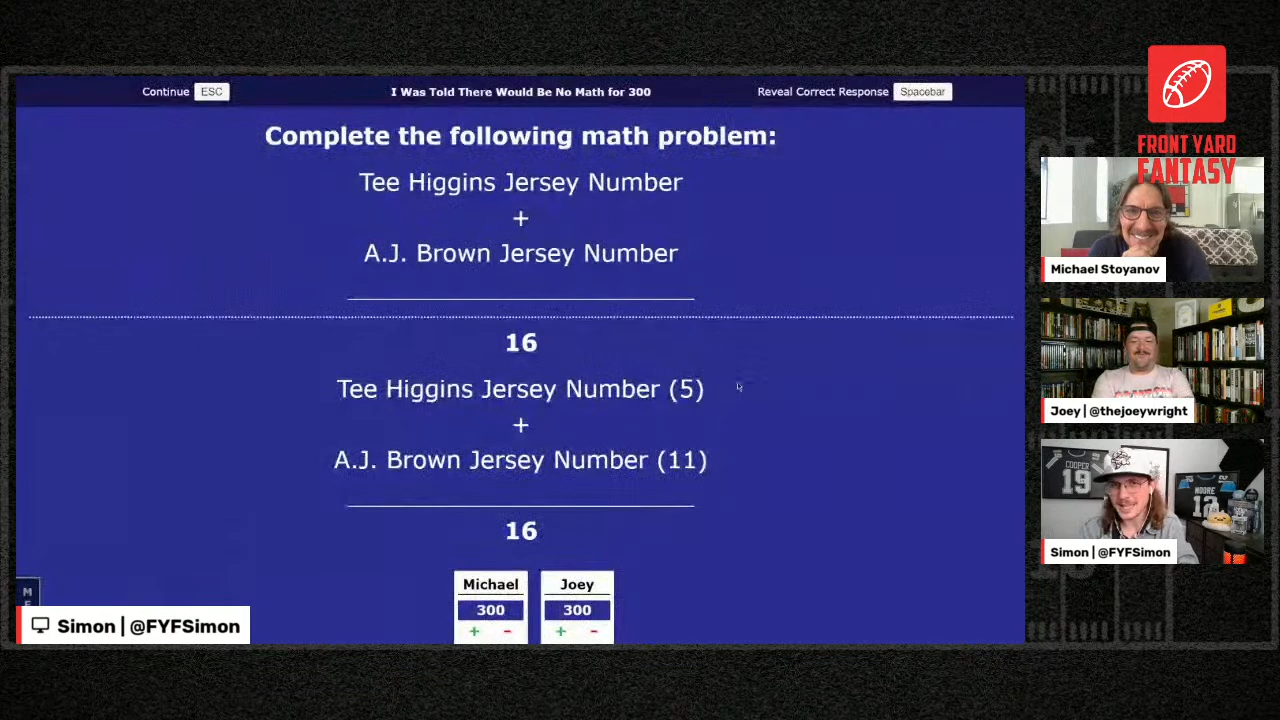 Continue ESC
I Was Told There Would Be No Math for 300
Reveal Correct Response Spacebar
Complete the following math problem:
Tee Higgins Jersey Number
+
A.J. Brown Jersey Number
16
Tee Higgins Jersey Number (5)
+
A.J. Brown Jersey Number (11)
16
Michael
300
+ -
Joey
300
+ -
Simon | @FYFSimon
FRONT YARD
FANTASY
Michael Stoyanov
Joey | @thejoeywright
COOPER
19
MOORE
12
Simon | @FYFSimon